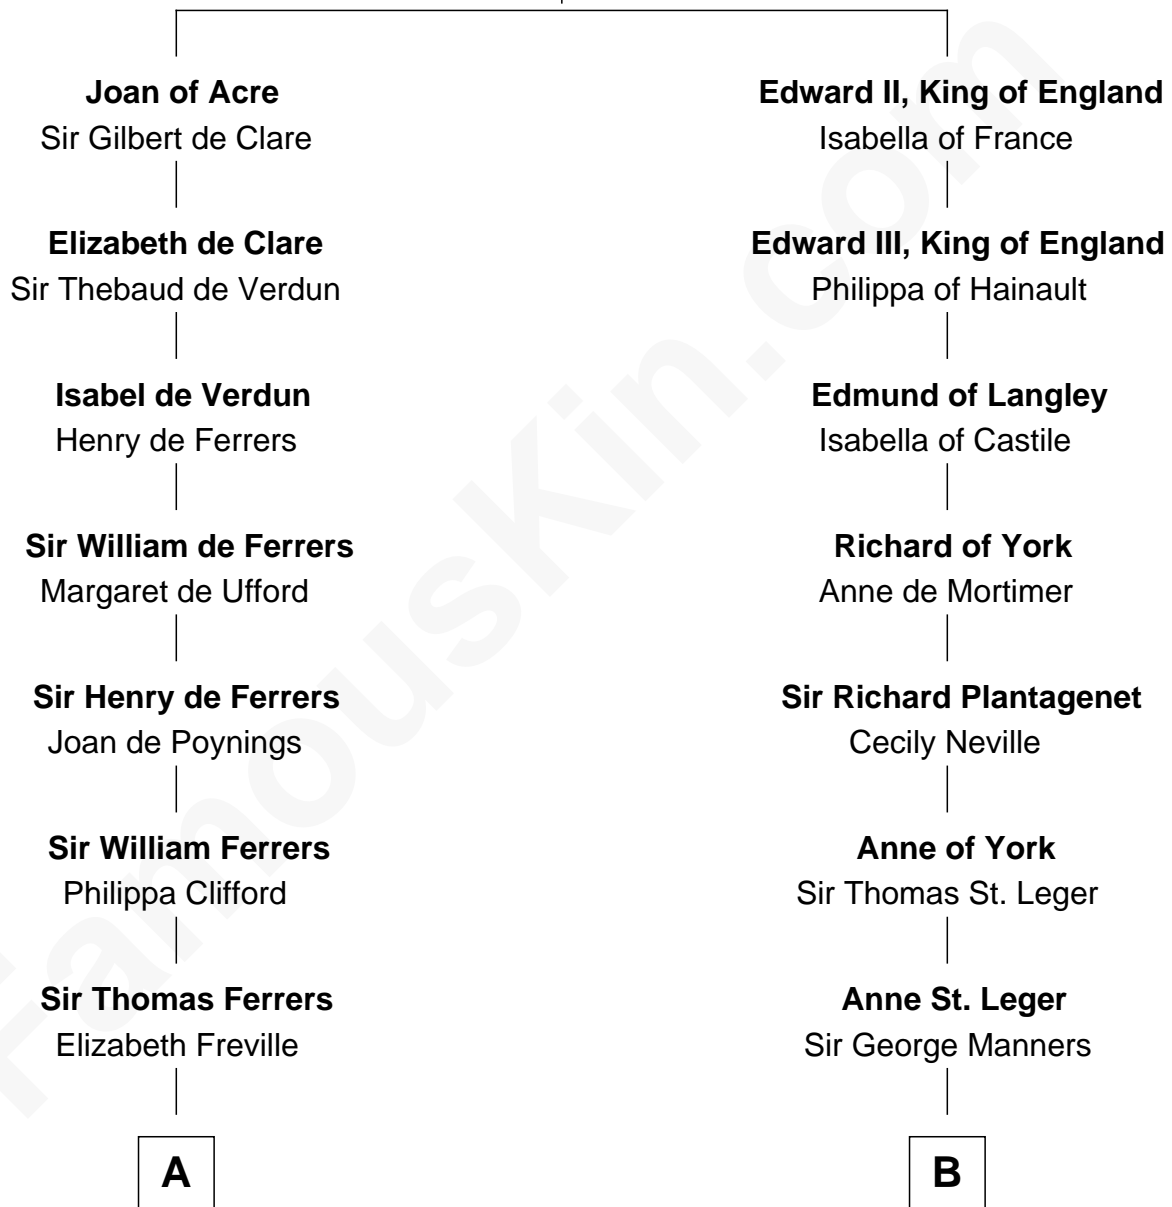 Joan of Acre
Sir Gilbert de Clare
Elizabeth de Clare
Sir Thebaud de Verdun
Isabel de Verdun
Henry de Ferrers
Sir William de Ferrers
Margaret de Ufford
Sir Henry de Ferrers
Joan de Poynings
Sir William Ferrers
Philippa Clifford
Sir Thomas Ferrers
Elizabeth Freville
A
Edward II, King of England
Isabella of France
Edward III, King of England
Philippa of Hainault
Edmund of Langley
Isabella of Castile
Richard of York
Anne de Mortimer
Sir Richard Plantagenet
Cecily Neville
Anne of York
Sir Thomas St. Leger
Anne St. Leger
Sir George Manners
B
FamousKin.com